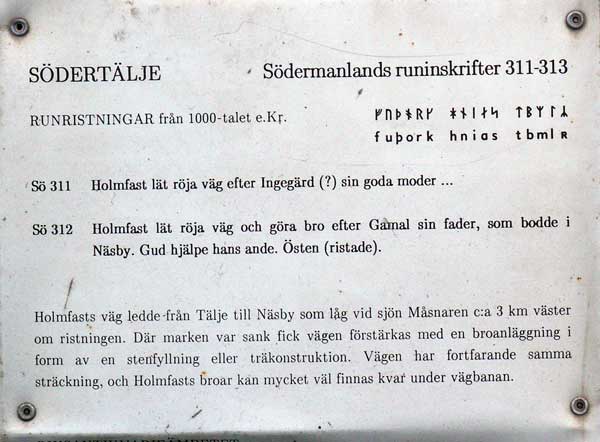 SÖDERTÄLJE Södermanlands runinskrifter 311-313
RUNRISTNINGAR från 1000-talet e.Kr. ᚠᚢᚦᚭᚱᚴ ᚼᚾᛁᛅᛋ ᛏᛒᛘᛚᛦ
fuþork hnias tbmlʀ
Sö 311 Holmfast lät röja väg efter Ingegärd (?) sin goda moder ...
Sö 312 Holmfast lät röja väg och göra bro efter Gamal sin fader, som bodde i
Näsby. Gud hjälpe hans ande. Östen (ristade).
Holmfasts väg ledde från Tälje till Näsby som låg vid sjön Måsnaren c:a 3 km väster
om ristningen. Där marken var sank fick vägen förstärkas med en broanläggning i
form av en stenfyllning eller träkonstruktion. Vägen har fortfarande samma
sträckning, och Holmfasts broar kan mycket väl finnas kvar under vägbanan.